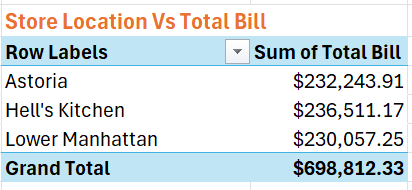 Store Location Vs Total Bill
Row Labels Sum of Total Bill
Astoria $232,243.91
Hell's Kitchen $236,511.17
Lower Manhattan $230,057.25
Grand Total $698,812.33